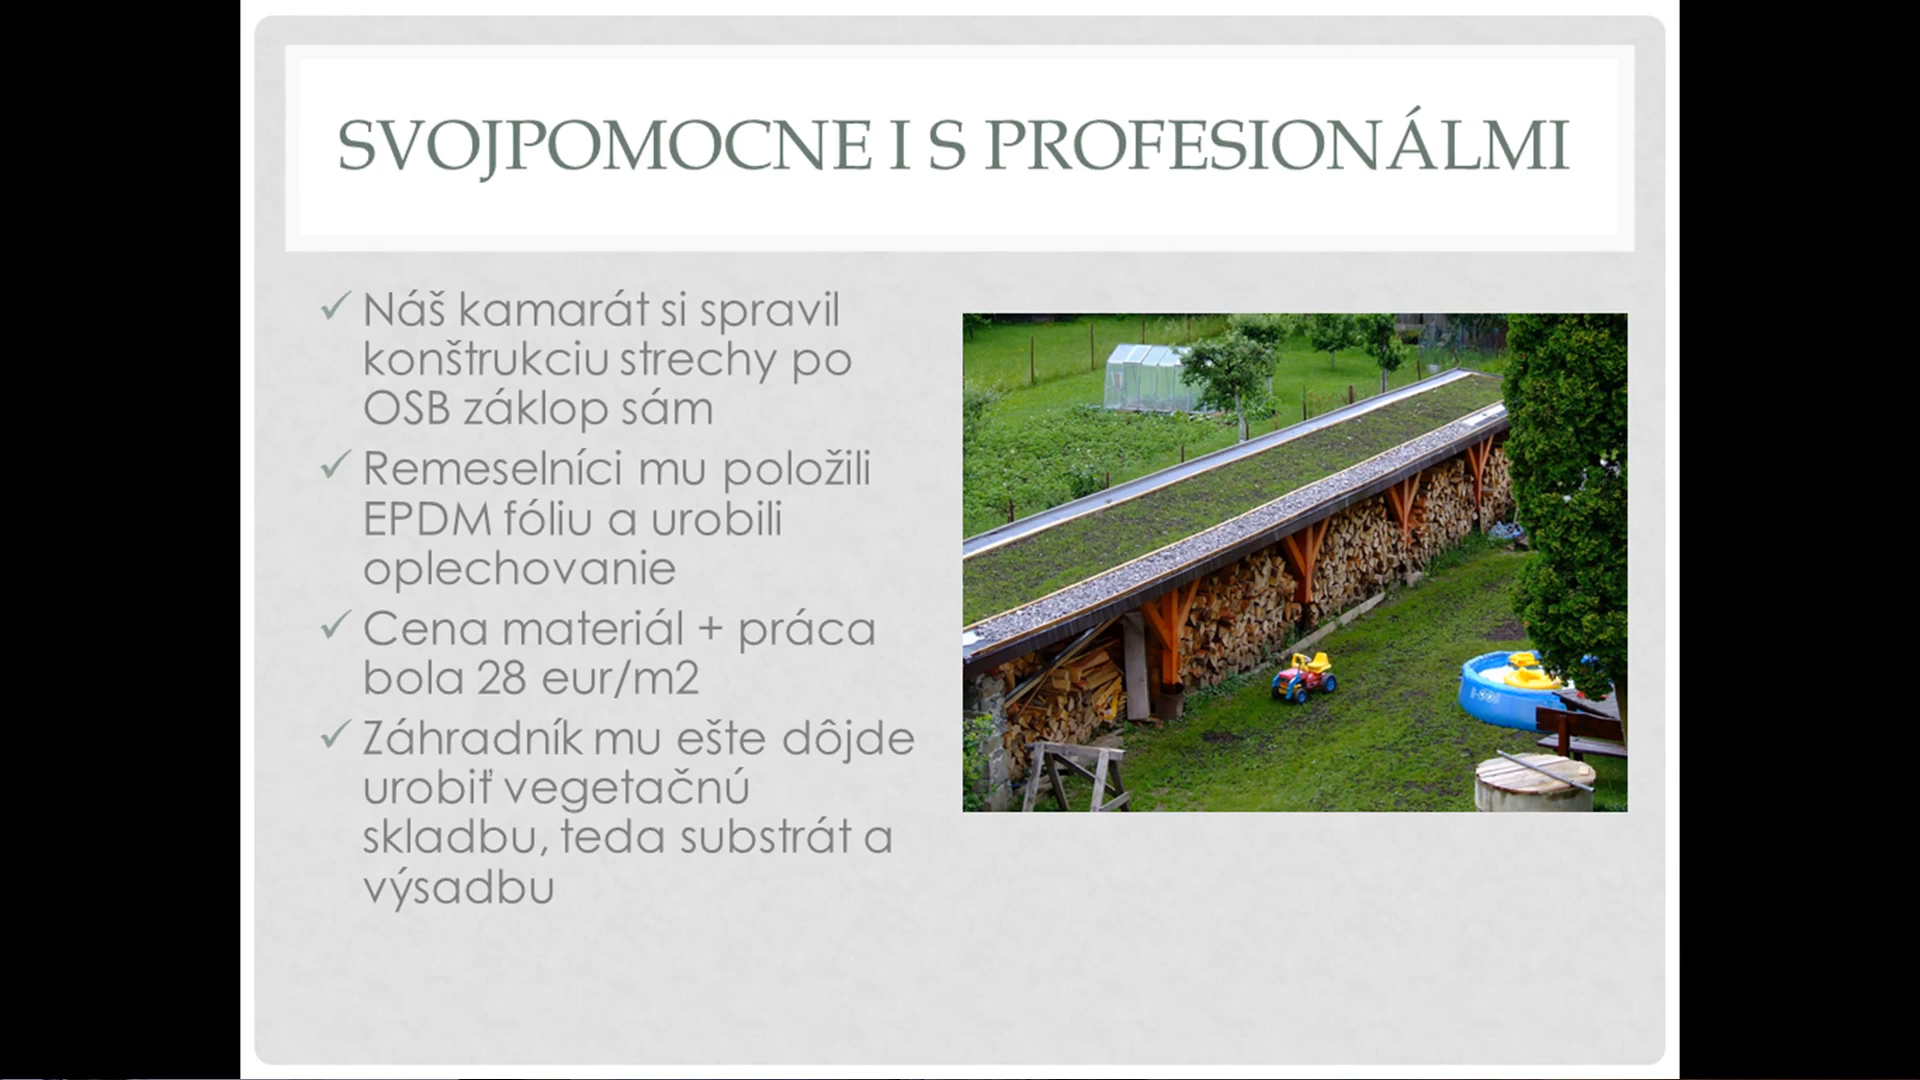 SVOJPOMOCNE I S PROFESIONÁLMI
Náš kamarát si spravil
konštrukciu strechy po
OSB záklop sám
Remeselníci mu položili
EPDM fóliu a urobili
oplechovanie
Cena materiál + práca
bola 28 eur/m2
Záhradník mu ešte dôjde
urobiť vegetačnú
skladbu, teda substrát a
výsadbu